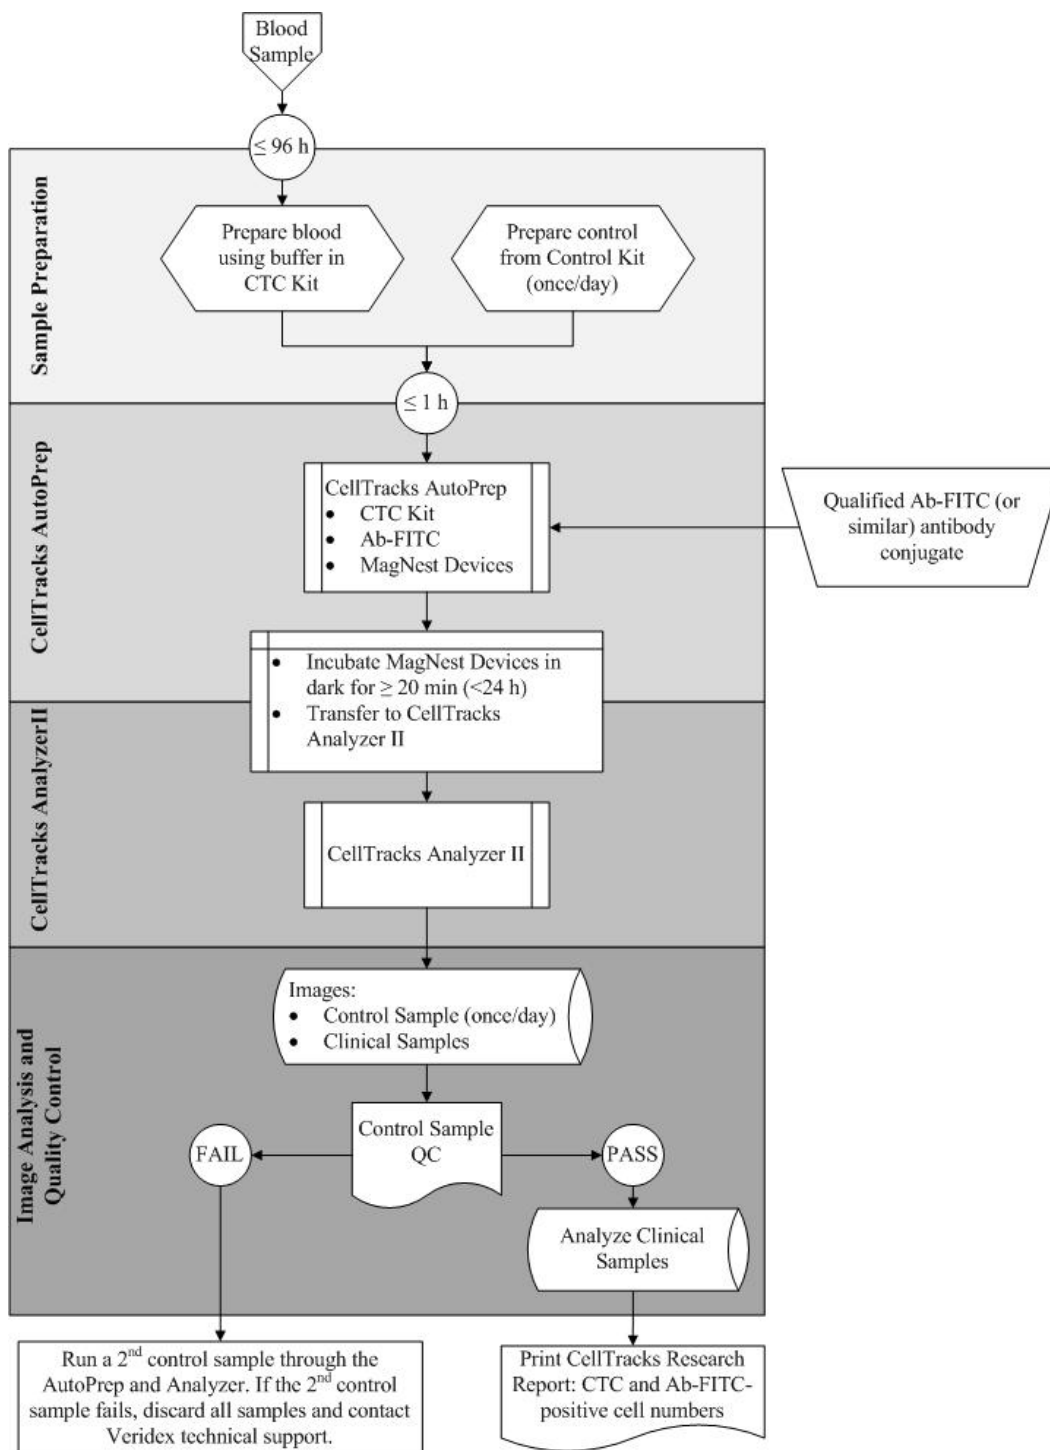 Blood
Sample
≤ 96 h
Sample Preparation
Prepare blood
using buffer in
CTC Kit
Prepare control
from Control Kit
(once/day)
≤ 1 h
CellTracks AutoPrep
CellTracks AutoPrep
• CTC Kit
• Ab-FITC
• MagNest Devices
Qualified Ab-FITC (or
similar) antibody
conjugate
• Incubate MagNest Devices in
dark for ≥ 20 min (<24 h)
• Transfer to CellTracks
Analyzer II
CellTracks AnalyzerII
CellTracks Analyzer II
Image Analysis and
Quality Control
Images:
• Control Sample (once/day)
• Clinical Samples
Control Sample
QC
FAIL
PASS
Analyze Clinical
Samples
Run a 2nd control sample through the
AutoPrep and Analyzer. If the 2nd control
sample fails, discard all samples and contact
Veridex technical support.
Print CellTracks Research
Report: CTC and Ab-FITC-
positive cell numbers